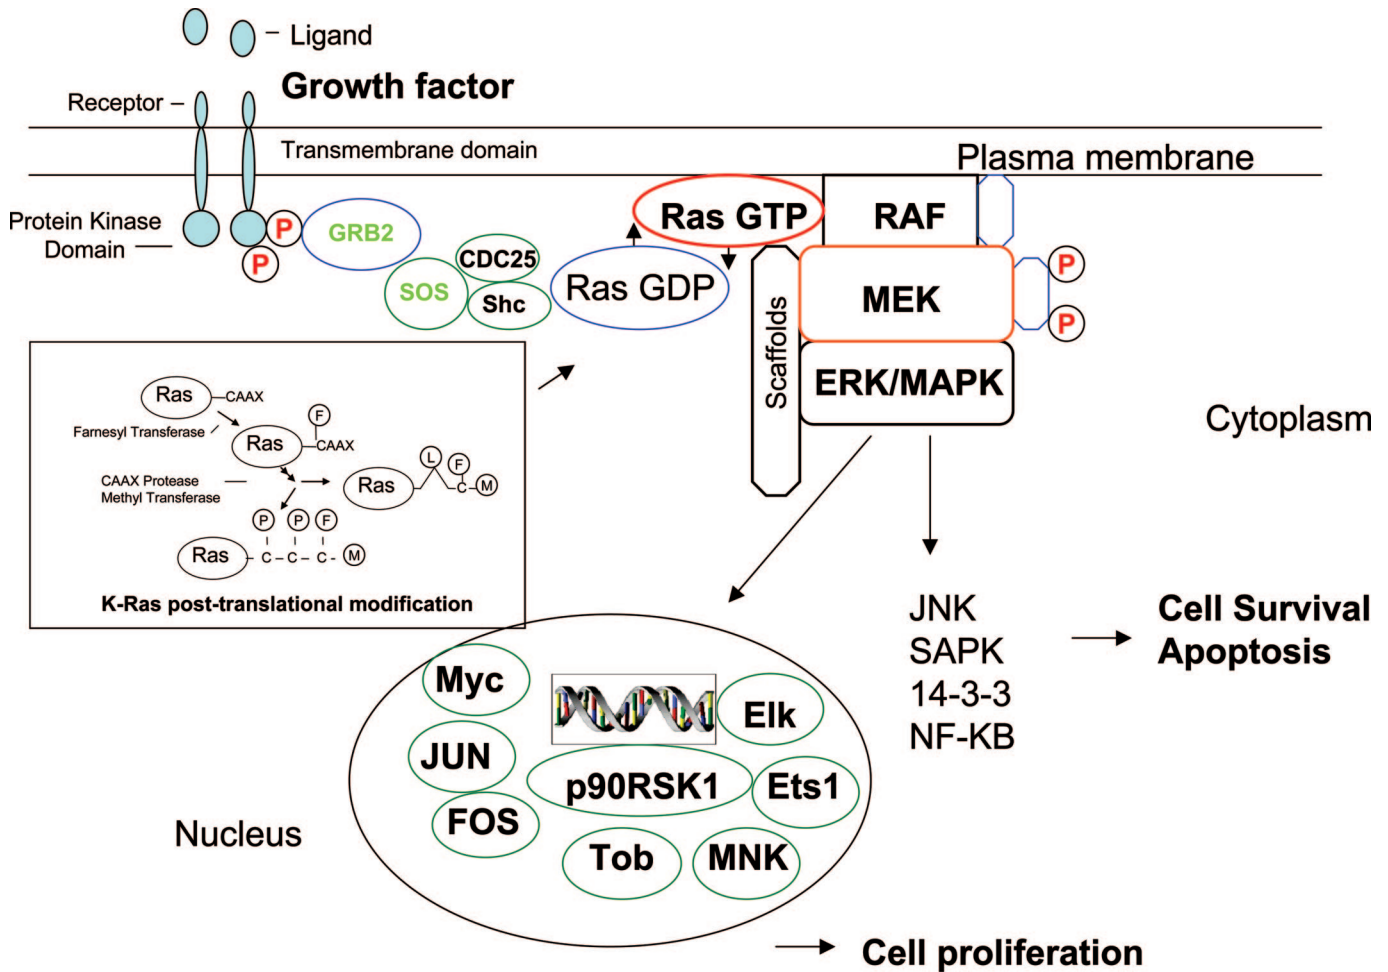 Ligand
Growth factor
Receptor
Transmembrane domain
Plasma membrane
Protein Kinase
Domain
P
P
GRB2
SOS
CDC25
Shc
Ras GDP
Ras GTP
RAF
MEK
P
P
ERK/MAPK
Scaffolds
Cytoplasm
Ras
CAAX
Farnesyl Transferase
F
Ras
CAAX
CAAX Protease
Methyl Transferase
L
F
Ras
C
M
P
P
F
Ras
C
C
C
M
K-Ras post-translational modification
JNK
SAPK
14-3-3
NF-KB
Cell Survival
Apoptosis
Myc
Elk
JUN
p90RSK1
Ets1
FOS
Tob
MNK
Nucleus
Cell proliferation